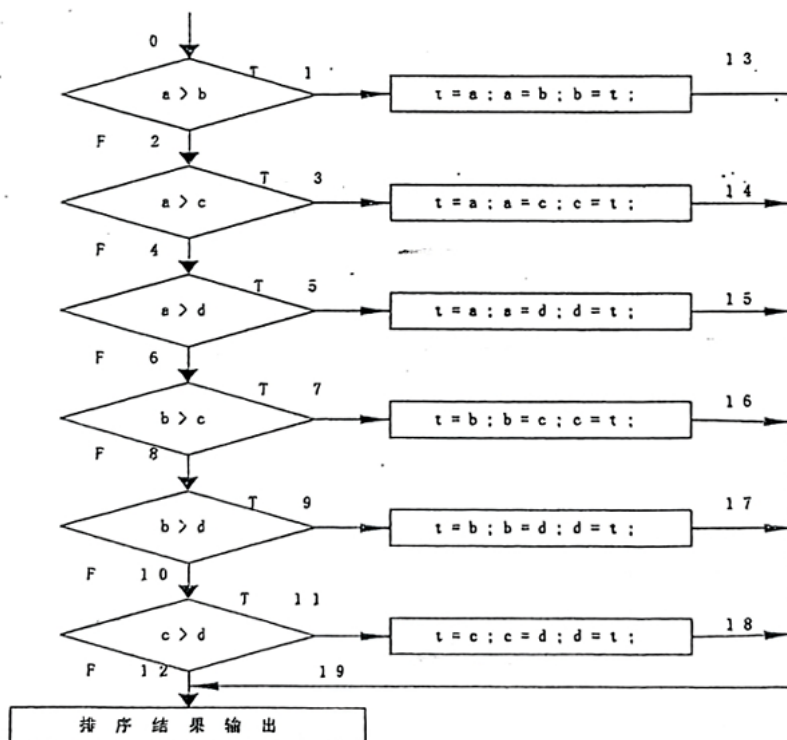 0
T 1
13
a > b
t = a ; a = b ; b = t ;
F 2
T 3
14
a > c
t = a ; a = c ; c = t ;
F 4
T 5
15
a > d
t = a ; a = d ; d = t ;
F 6
T 7
16
b > c
t = b ; b = c ; c = t ;
F 8
T 9
17
b > d
t = b ; b = d ; d = t ;
F 10
T 11
18
c > d
t = c ; c = d ; d = t ;
F 12
19
排序结果输出